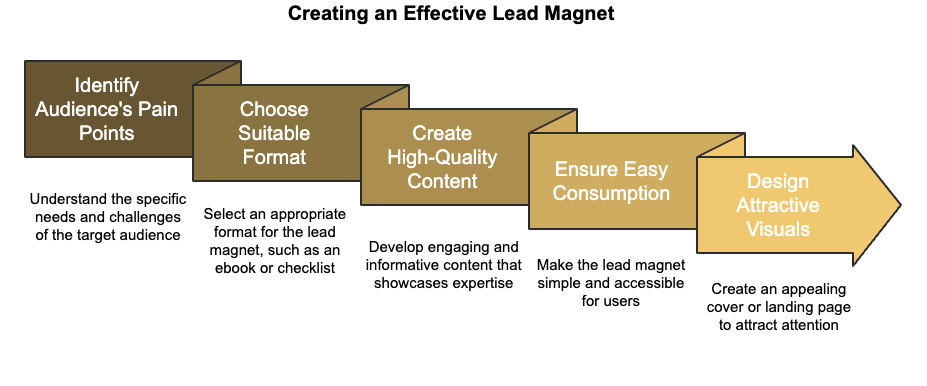 Creating an Effective Lead Magnet
Identify
Audience's Pain
Points
Understand the specific
needs and challenges
of the target audience
Choose
Suitable
Format
Select an appropriate
format for the lead
magnet, such as an
ebook or checklist
Create
High-Quality
Content
Develop engaging and
informative content that
showcases expertise
Ensure Easy
Consumption
Make the lead magnet
simple and accessible
for users
Design
Attractive
Visuals
Create an appealing
cover or landing page
to attract attention